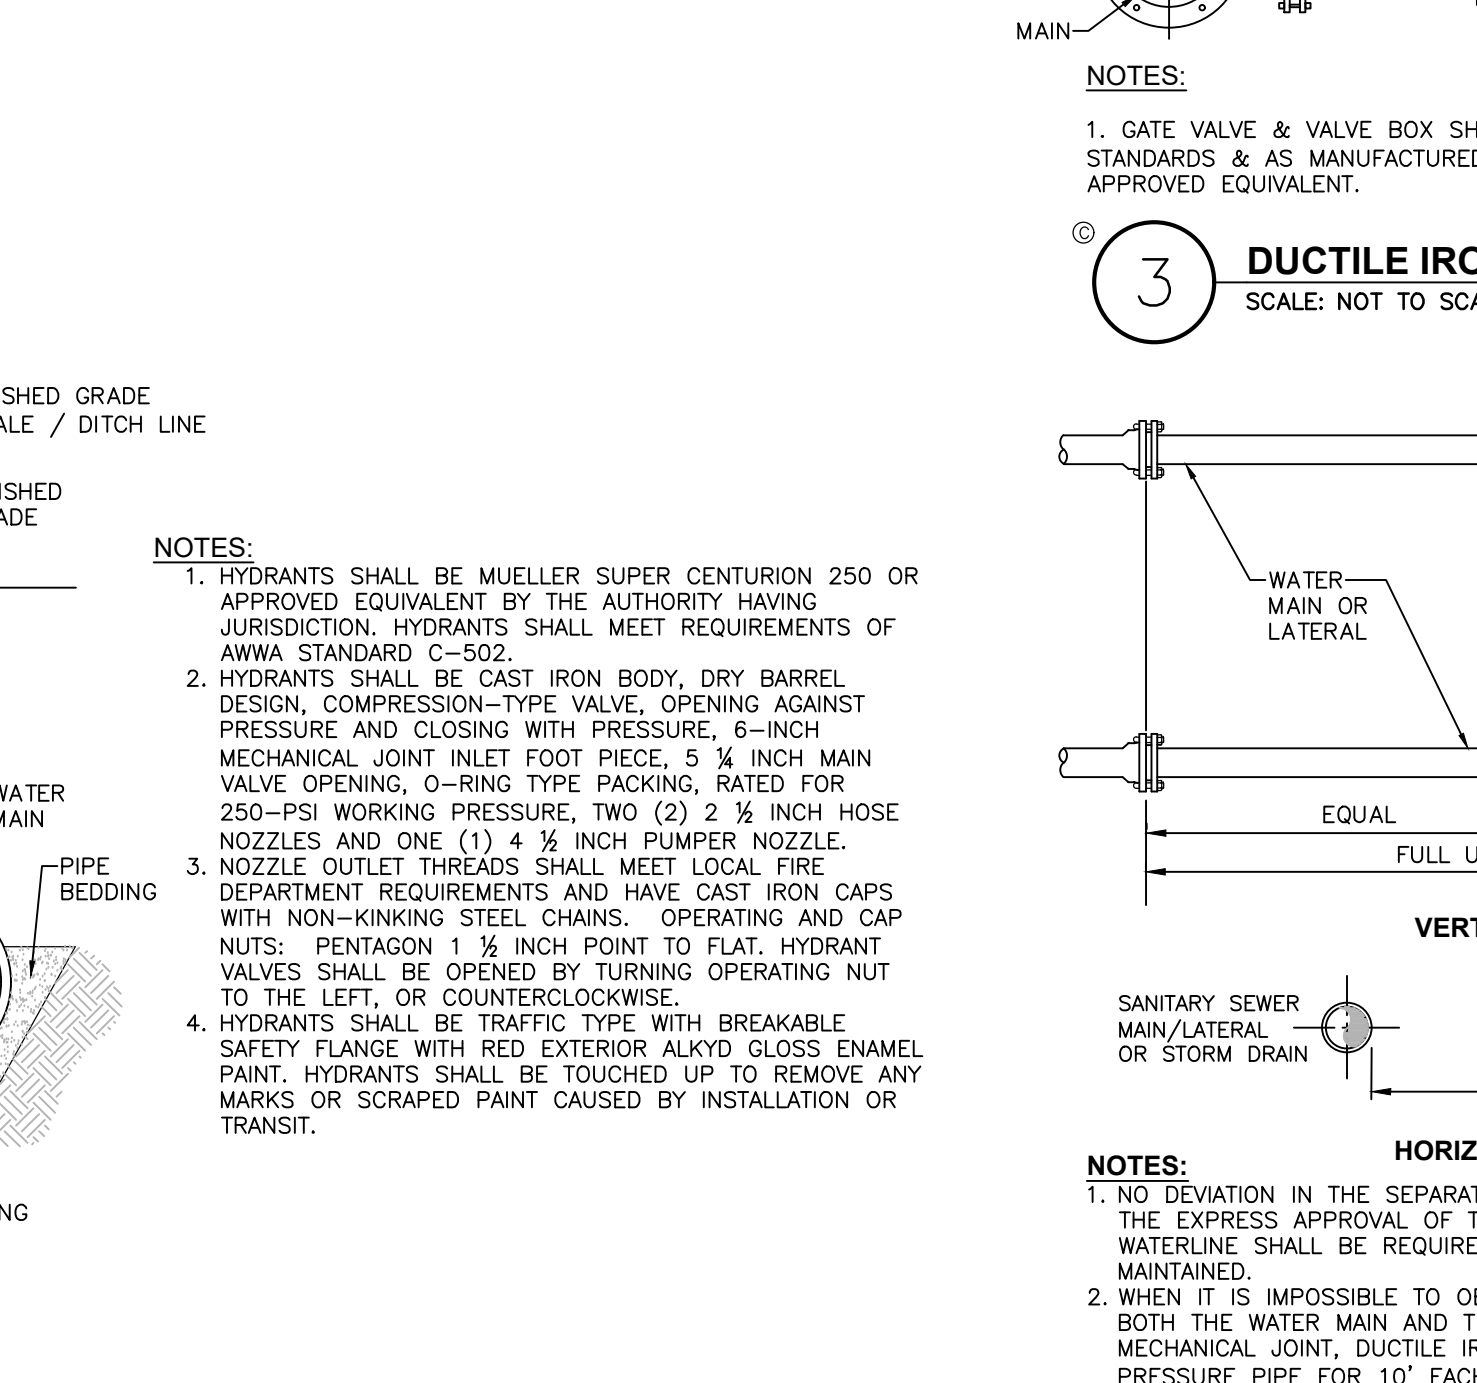 SHED GRADE
ALE / DITCH LINE
ISHED
ADE
NOTES:
1. HYDRANTS SHALL BE MUELLER SUPER CENTURION 250 OR
APPROVED EQUIVALENT BY THE AUTHORITY HAVING
JURISDICTION. HYDRANTS SHALL MEET REQUIREMENTS OF
AWWA STANDARD C-502.
2. HYDRANTS SHALL BE CAST IRON BODY, DRY BARREL
DESIGN, COMPRESSION-TYPE VALVE, OPENING AGAINST
PRESSURE AND CLOSING WITH PRESSURE, 6-INCH
MECHANICAL JOINT INLET FOOT PIECE, 5 ¼ INCH MAIN
VALVE OPENING, O-RING TYPE PACKING, RATED FOR
250-PSI WORKING PRESSURE, TWO (2) 2 ½ INCH HOSE
NOZZLES AND ONE (1) 4 ½ INCH PUMPER NOZZLE.
3. NOZZLE OUTLET THREADS SHALL MEET LOCAL FIRE
DEPARTMENT REQUIREMENTS AND HAVE CAST IRON CAPS
WITH NON-KINKING STEEL CHAINS. OPERATING AND CAP
NUTS: PENTAGON 1 ½ INCH POINT TO FLAT. HYDRANT
VALVES SHALL BE OPENED BY TURNING OPERATING NUT
TO THE LEFT, OR COUNTERCLOCKWISE.
4. HYDRANTS SHALL BE TRAFFIC TYPE WITH BREAKABLE
SAFETY FLANGE WITH RED EXTERIOR ALKYD GLOSS ENAMEL
PAINT. HYDRANTS SHALL BE TOUCHED UP TO REMOVE ANY
MARKS OR SCRAPED PAINT CAUSED BY INSTALLATION OR
TRANSIT.
WATER
MAIN
PIPE
BEDDING
NG
MAIN
NOTES:
1. GATE VALVE & VALVE BOX SH
STANDARDS & AS MANUFACTURED
APPROVED EQUIVALENT.
©
3
DUCTILE IRO
SCALE: NOT TO SCA
WATER
MAIN OR
LATERAL
EQUAL
FULL U
VERT
SANITARY SEWER
MAIN/LATERAL
OR STORM DRAIN
HORIZ
NOTES:
1. NO DEVIATION IN THE SEPARAT
THE EXPRESS APPROVAL OF T
WATERLINE SHALL BE REQUIRE
MAINTAINED.
2. WHEN IT IS IMPOSSIBLE TO OB
BOTH THE WATER MAIN AND T
MECHANICAL JOINT, DUCTILE IR
PRESSURE PIPE FOR 10' EACH